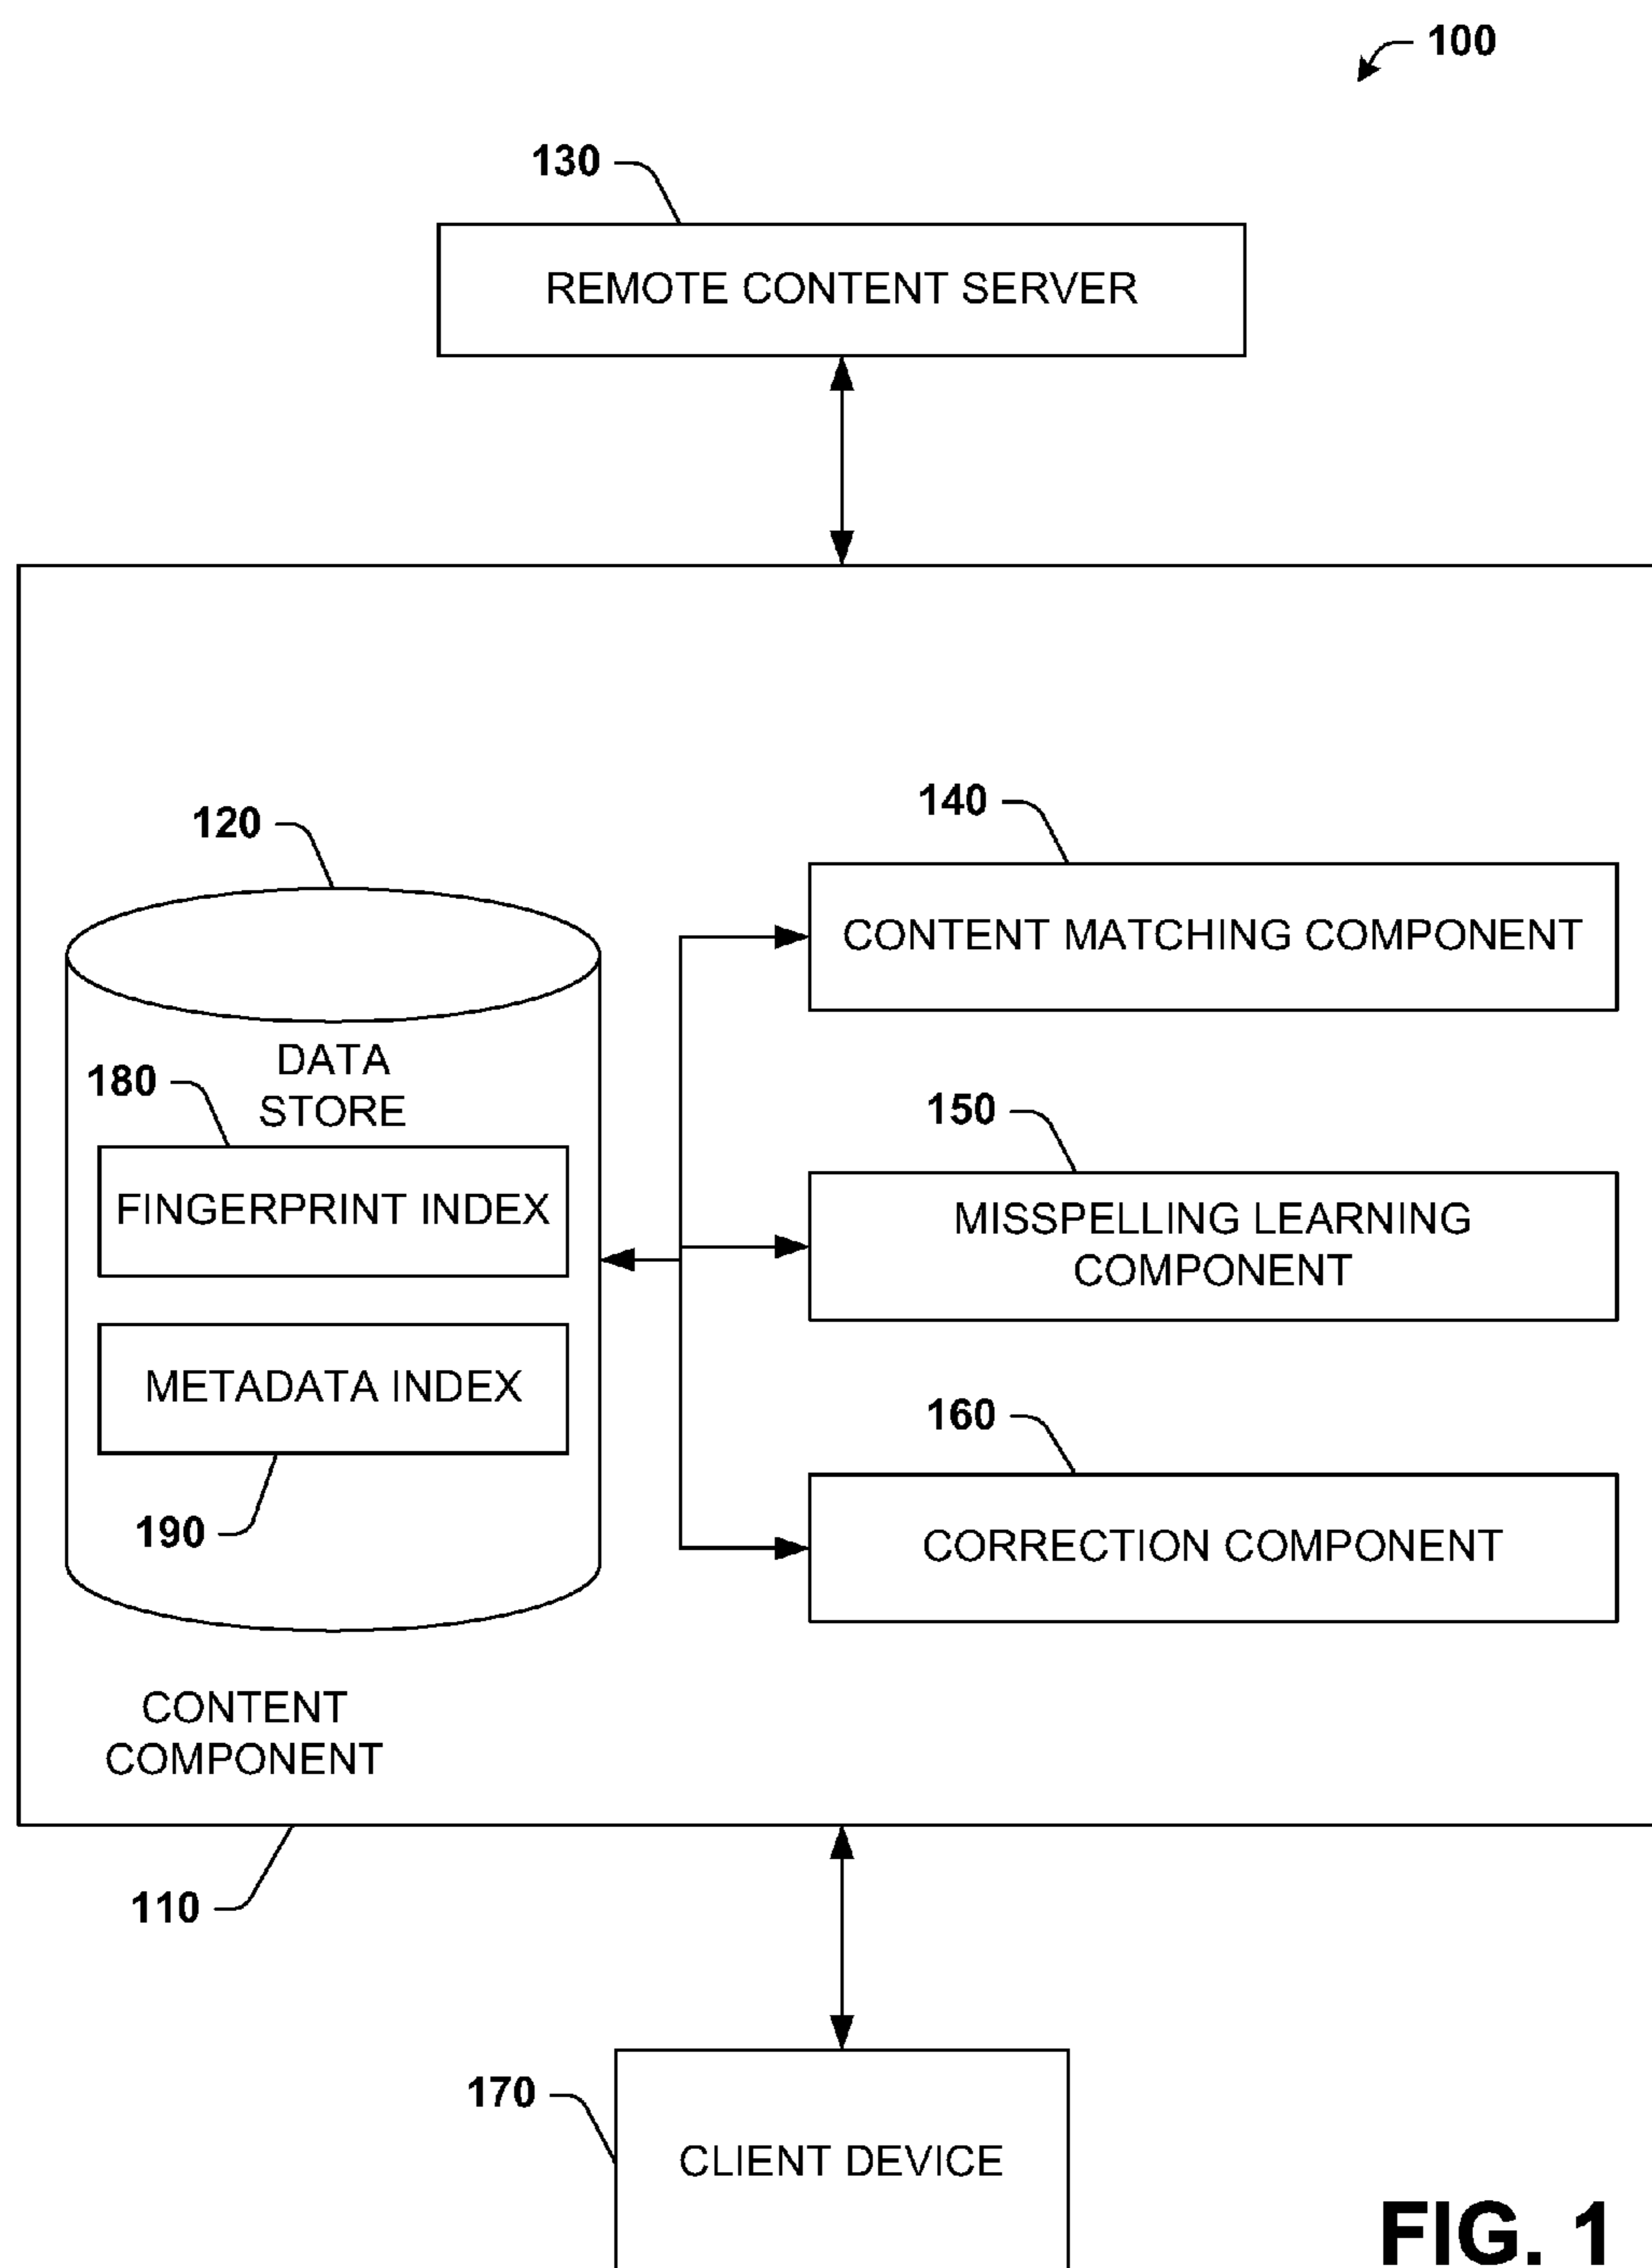 100
130
REMOTE CONTENT SERVER
120
140
CONTENT MATCHING COMPONENT
DATA
STORE
180
FINGERPRINT INDEX
150
MISSPELLING LEARNING
COMPONENT
METADATA INDEX
190
160
CORRECTION COMPONENT
CONTENT
COMPONENT
110
170
CLIENT DEVICE
FIG. 1